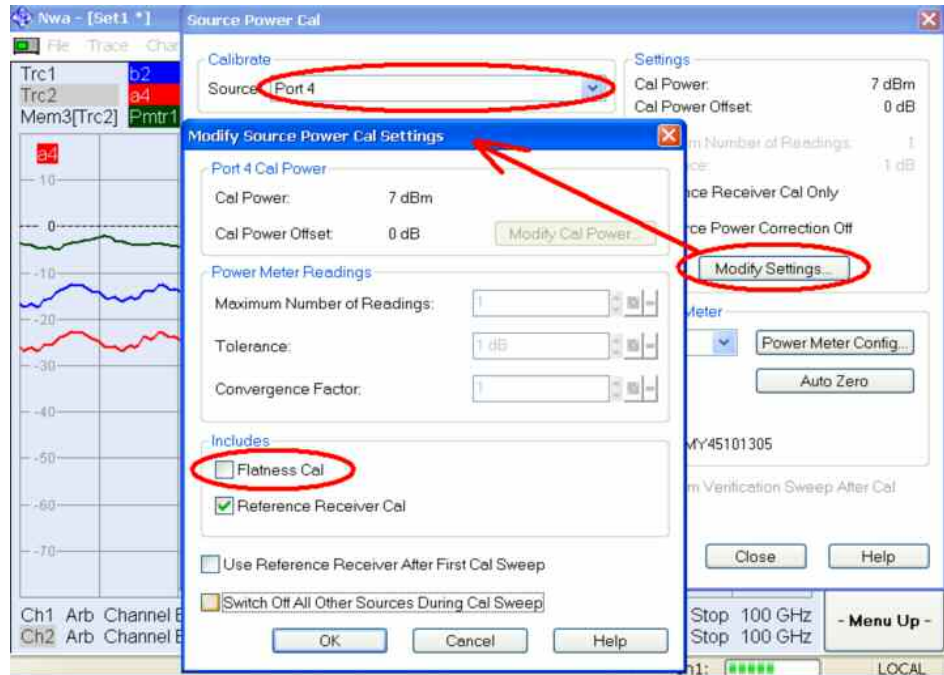 Nwa - [Set1 *]
File Trace Chan
Trc1 b2
Trc2 a4
Mem3[Trc2] Pmtr1
a4
10
0
-10
-20
-30
-40
-50
-60
-70
Ch1 Arb Channel B
Ch2 Arb Channel B
Source Power Cal
Calibrate
Source: Port 4
Settings
Cal Power: 7 dBm
Cal Power Offset: 0 dB
m Number of Readings: 1
ce: 1 dB
nce Receiver Cal Only
rce Power Correction Off
Modify Settings...
Meter
Power Meter Config...
Auto Zero
MY45101305
m Verification Sweep After Cal
Close Help
Modify Source Power Cal Settings
Port 4 Cal Power
Cal Power: 7 dBm
Cal Power Offset: 0 dB Modify Cal Power...
Power Meter Readings
Maximum Number of Readings: 1
Tolerance: 1 dB
Convergence Factor: 1
Includes
Flatness Cal
Reference Receiver Cal
Use Reference Receiver After First Cal Sweep
Switch Off All Other Sources During Cal Sweep
OK Cancel Help
Stop 100 GHz
Stop 100 GHz
- Menu Up -
Ch1: LOCAL